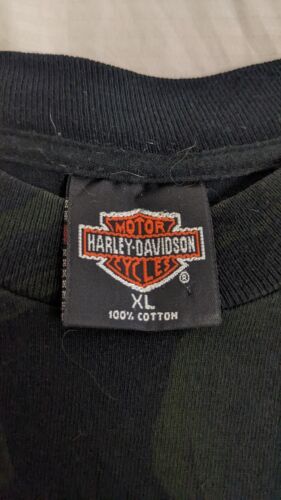 MOTOR
HARLEY-DAVIDSON
CYCLES
®
XL
100% COTTON